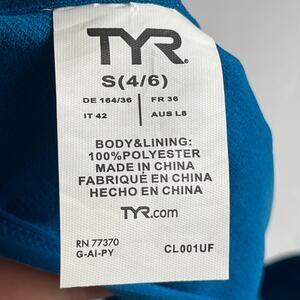 TYR
S(4/6)
DE 164/36 FR 36
IT 42 AUS L8
BODY&LINING:
100%POLYESTER
MADE IN CHINA
FABRIQUÉ EN CHINA
HECHO EN CHINA
TYR.com
RN 77370
G-AI-PY CL001UF